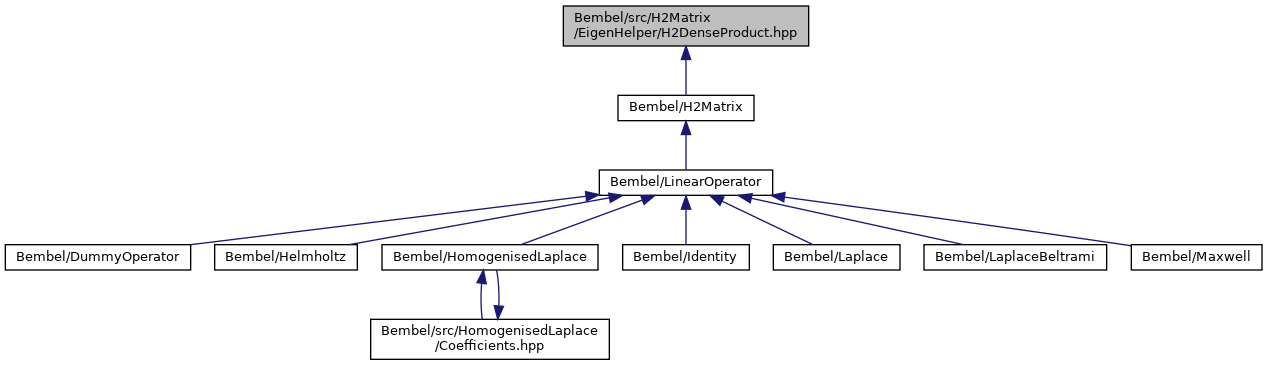 Bembel/src/H2Matrix
/EigenHelper/H2DenseProduct.hpp
Bembel/H2Matrix
Bembel/LinearOperator
Bembel/DummyOperator
Bembel/Helmholtz
Bembel/HomogenisedLaplace
Bembel/Identity
Bembel/Laplace
Bembel/LaplaceBeltrami
Bembel/Maxwell
Bembel/src/HomogenisedLaplace
/Coefficients.hpp